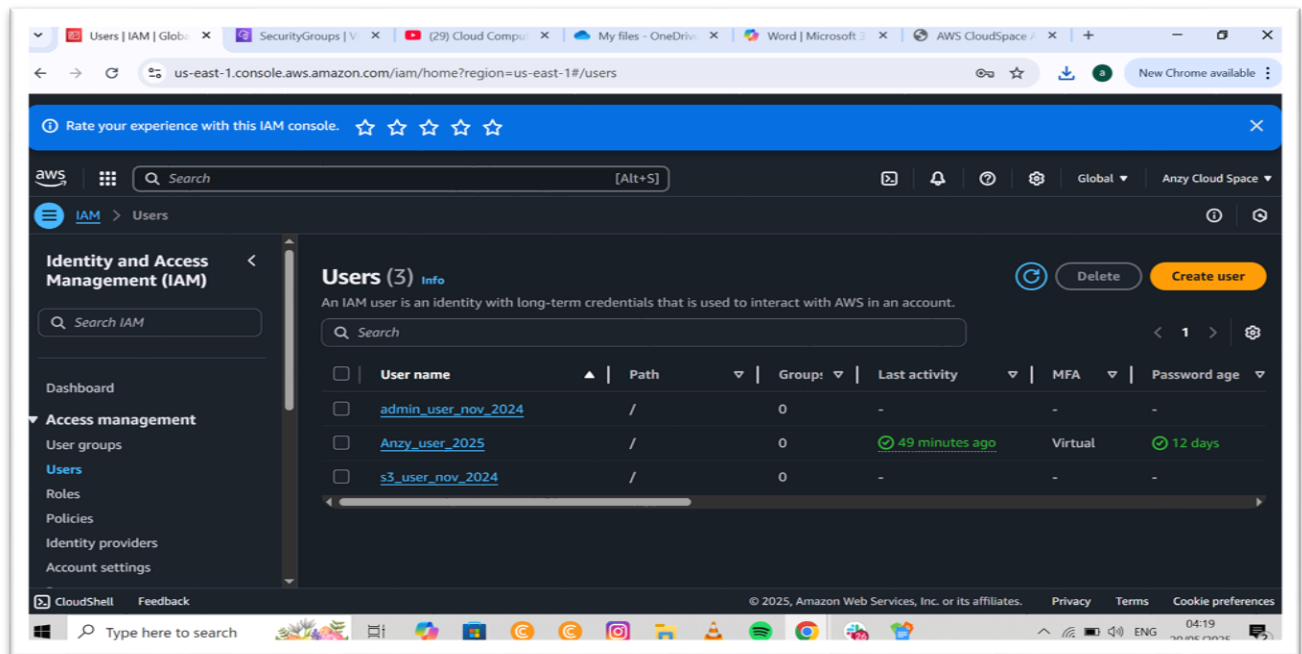 Users | IAM | Globa
SecurityGroups | V
(29) Cloud Comput
My files - OneDriv
Word | Microsoft 3
AWS CloudSpace A
us-east-1.console.aws.amazon.com/iam/home?region=us-east-1#/users
a
New Chrome available
Rate your experience with this IAM console.
aws
Search
[Alt+S]
Global
Anzy Cloud Space
IAM > Users
Identity and Access
Management (IAM)
Search IAM
Dashboard
Access management
User groups
Users
Roles
Policies
Identity providers
Account settings
Users (3) Info
Delete
Create user
An IAM user is an identity with long-term credentials that is used to interact with AWS in an account.
Search
1
User name Path Group: Last activity MFA Password age
admin_user_nov_2024 / 0 - - -
Anzy_user_2025 / 0 49 minutes ago Virtual 12 days
s3_user_nov_2024 / 0 - - -
CloudShell Feedback © 2025, Amazon Web Services, Inc. or its affiliates. Privacy Terms Cookie preferences
Type here to search
ENG
04:19